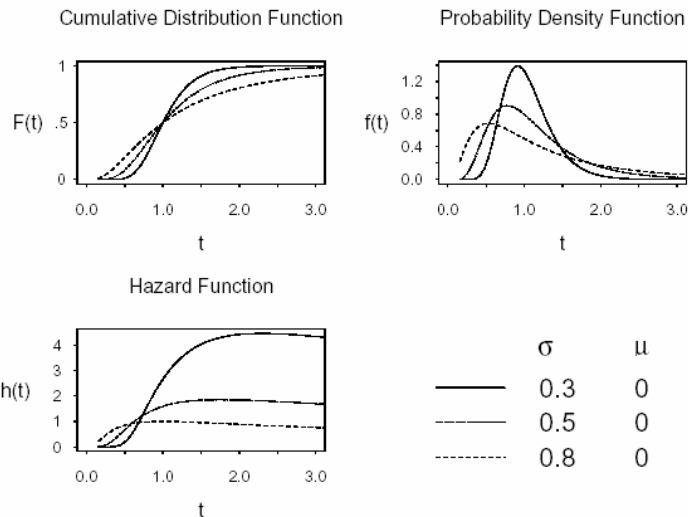 Cumulative Distribution Function
1
F(t)
.5
0
0.0 1.0 2.0 3.0
t
Probability Density Function
1.2
f(t)
0.8
0.4
0.0
0.0 1.0 2.0 3.0
t
Hazard Function
4
3
h(t)
2
1
0
0.0 1.0 2.0 3.0
t
σ μ
0.3 0
0.5 0
0.8 0